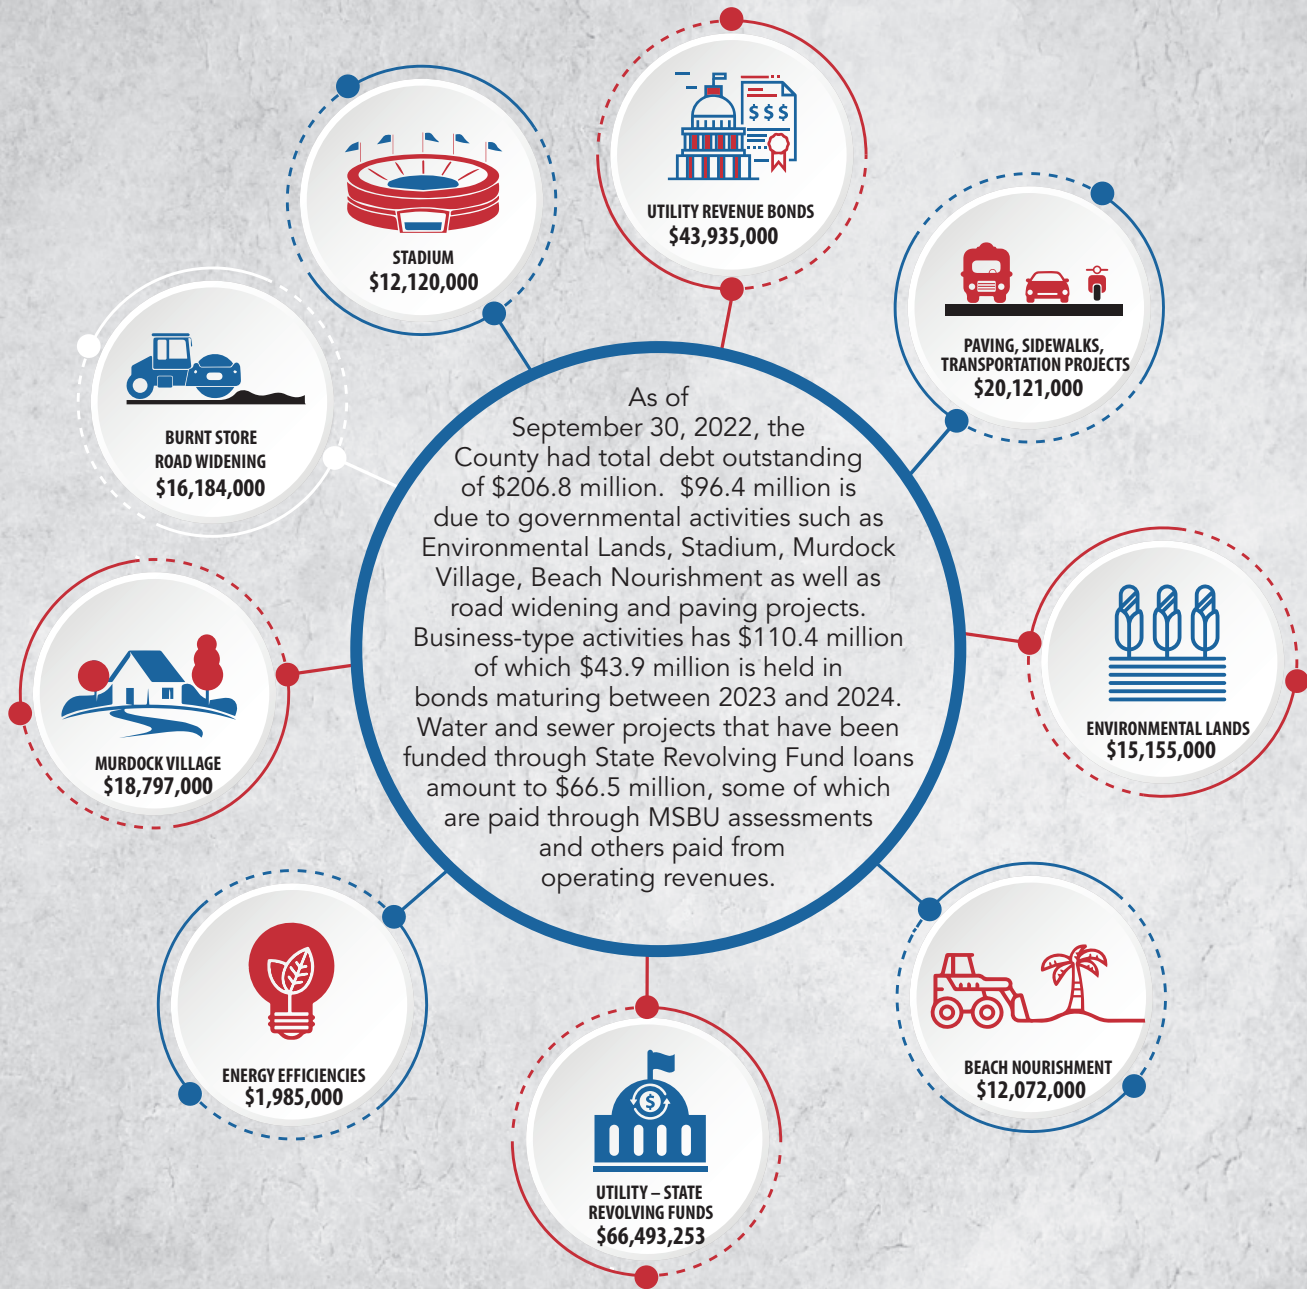 UTILITY REVENUE BONDS
$43,935,000
$ $ $
STADIUM
$12,120,000
PAVING, SIDEWALKS,
TRANSPORTATION PROJECTS
$20,121,000
BURNT STORE
ROAD WIDENING
$16,184,000
As of
September 30, 2022, the
County had total debt outstanding
of $206.8 million.  $96.4 million is
due to governmental activities such as
Environmental Lands, Stadium, Murdock
Village, Beach Nourishment as well as
road widening and paving projects.
Business-type activities has $110.4 million
of which $43.9 million is held in
bonds maturing between 2023 and 2024.
Water and sewer projects that have been
funded through State Revolving Fund loans
amount to $66.5 million, some of which
are paid through MSBU assessments
and others paid from
operating revenues.
ENVIRONMENTAL LANDS
$15,155,000
MURDOCK VILLAGE
$18,797,000
ENERGY EFFICIENCIES
$1,985,000
BEACH NOURISHMENT
$12,072,000
$
UTILITY – STATE
REVOLVING FUNDS
$66,493,253